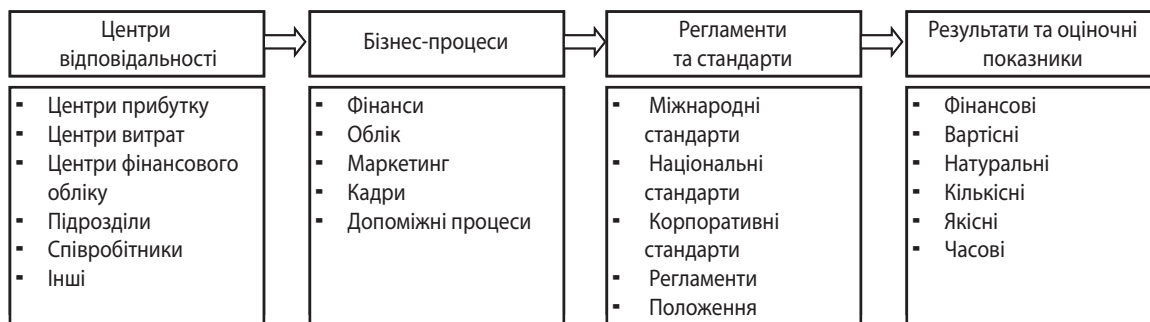 Центри
відповідальності
Бізнес-процеси
Регламенти
та стандарти
Результати та оціночні
показники
Центри прибутку
Центри витрат
Центри фінансового
обліку
Підрозділи
Співробітники
Інші
Фінанси
Облік
Маркетинг
Кадри
Допоміжні процеси
Міжнародні
стандарти
Національні
стандарти
Корпоративні
стандарти
Регламенти
Положення
Фінансові
Вартісні
Натуральні
Кількісні
Якісні
Часові